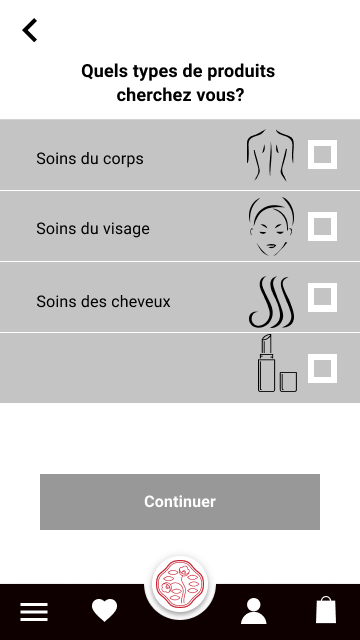 Quels types de produits
cherchez vous?
Soins du corps
Soins du visage
Soins des cheveux
Continuer